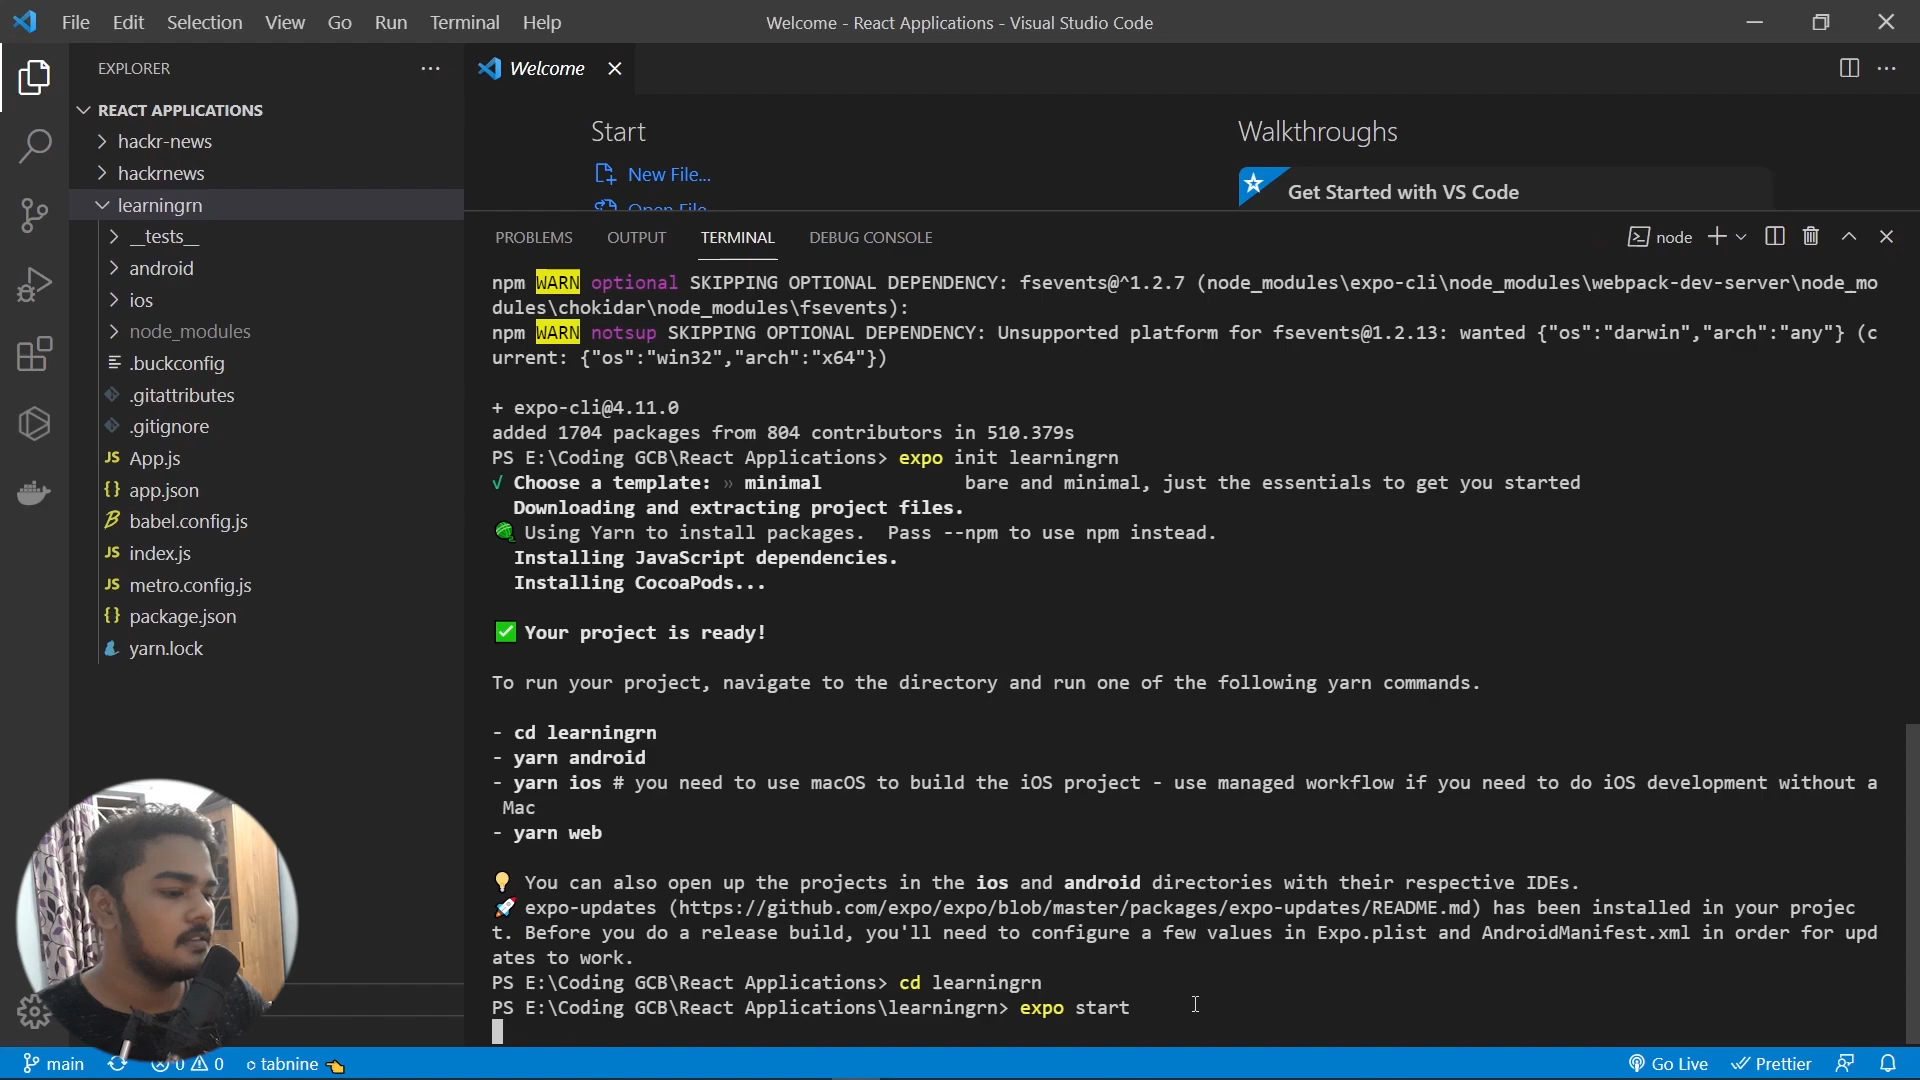 File Edit Selection View Go Run Terminal Help
Welcome - React Applications - Visual Studio Code
EXPLORER
REACT APPLICATIONS
hackr-news
hackrnews
learningrn
__tests__
android
ios
node_modules
.buckconfig
.gitattributes
.gitignore
JS App.js
{} app.json
babel.config.js
JS index.js
JS metro.config.js
{} package.json
yarn.lock
Welcome
Start
New File...
Open File
Walkthroughs
Get Started with VS Code
PROBLEMS OUTPUT TERMINAL DEBUG CONSOLE
node
npm WARN optional SKIPPING OPTIONAL DEPENDENCY: fsevents@^1.2.7 (node_modules\expo-cli\node_modules\webpack-dev-server\node_mo
dules\chokidar\node_modules\fsevents):
npm WARN notsup SKIPPING OPTIONAL DEPENDENCY: Unsupported platform for fsevents@1.2.13: wanted {"os":"darwin","arch":"any"} (c
urrent: {"os":"win32","arch":"x64"})
+ expo-cli@4.11.0
added 1704 packages from 804 contributors in 510.379s
PS E:\Coding GCB\React Applications> expo init learningrn
√ Choose a template: » minimal bare and minimal, just the essentials to get you started
Downloading and extracting project files.
Using Yarn to install packages. Pass --npm to use npm instead.
Installing JavaScript dependencies.
Installing CocoaPods...
✅ Your project is ready!
To run your project, navigate to the directory and run one of the following yarn commands.
- cd learningrn
- yarn android
- yarn ios # you need to use macOS to build the iOS project - use managed workflow if you need to do iOS development without a
Mac
- yarn web
💡 You can also open up the projects in the ios and android directories with their respective IDEs.
🚀 expo-updates (https://github.com/expo/expo/blob/master/packages/expo-updates/README.md) has been installed in your projec
t. Before you do a release build, you'll need to configure a few values in Expo.plist and AndroidManifest.xml in order for upd
ates to work.
PS E:\Coding GCB\React Applications> cd learningrn
PS E:\Coding GCB\React Applications\learningrn> expo start
main 0 0 tabnine
Go Live Prettier